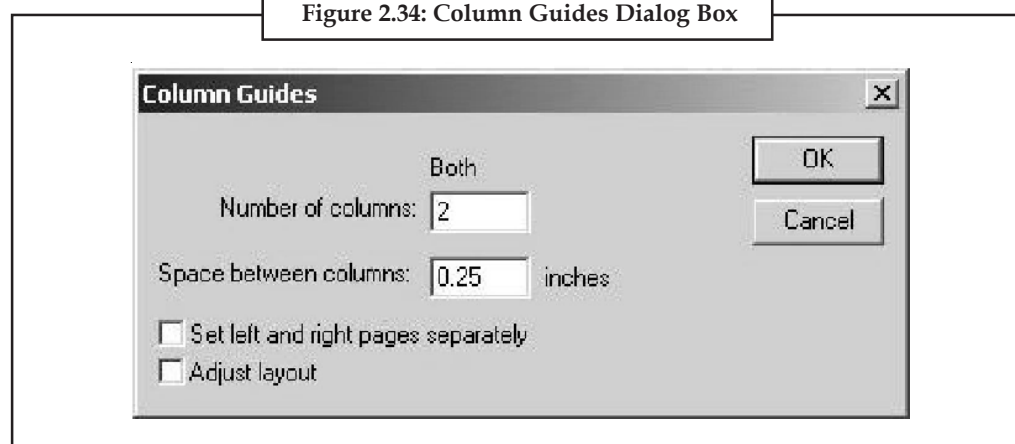 Figure 2.34: Column Guides Dialog Box
Column Guides
Both
Number of columns: 2
Space between columns: 0.25 inches
Set left and right pages separately
Adjust layout
OK
Cancel